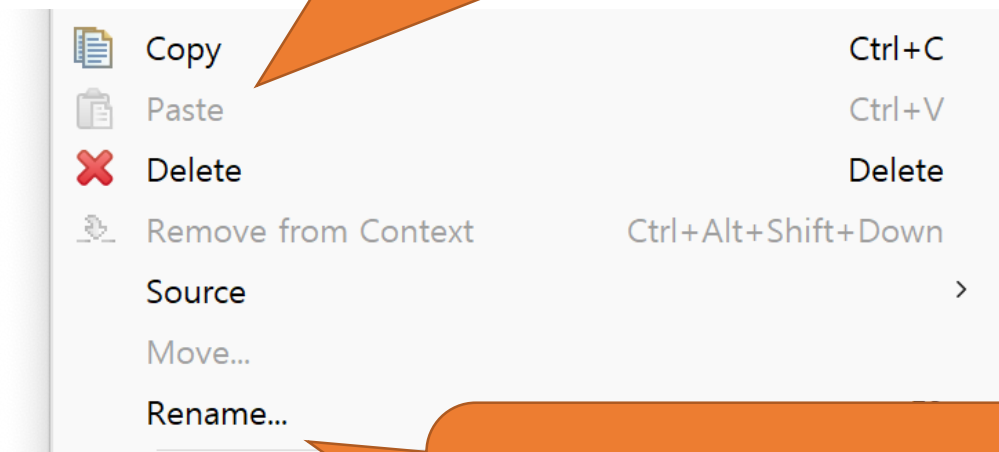 Copy Ctrl+C
Paste Ctrl+V
Delete Delete
Remove from Context Ctrl+Alt+Shift+Down
Source >
Move...
Rename...